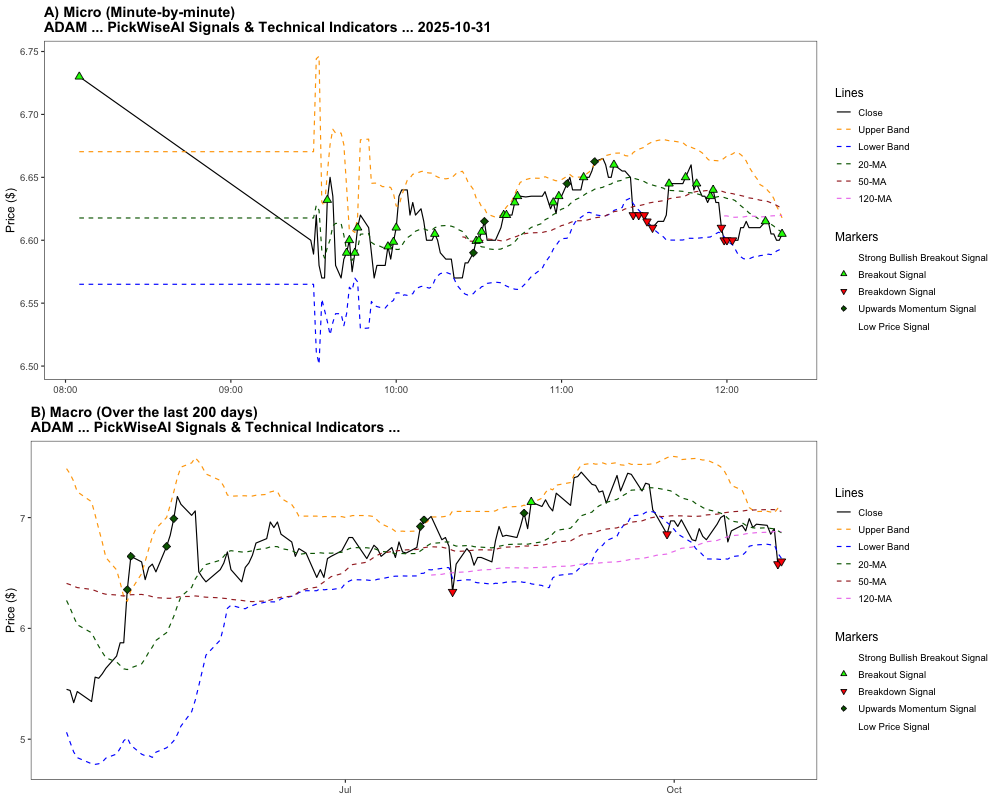 A) Micro (Minute-by-minute)
ADAM ... PickWiseAI Signals & Technical Indicators ... 2025-10-31
Price ($)
6.75
6.70
6.65
6.60
6.55
6.50
08:00
09:00
10:00
11:00
12:00
Lines
Close
Upper Band
Lower Band
20-MA
50-MA
120-MA
Markers
Strong Bullish Breakout Signal
Breakout Signal
Breakdown Signal
Upwards Momentum Signal
Low Price Signal
B) Macro (Over the last 200 days)
ADAM ... PickWiseAI Signals & Technical Indicators ...
Price ($)
7
6
5
Jul
Oct
Lines
Close
Upper Band
Lower Band
20-MA
50-MA
120-MA
Markers
Strong Bullish Breakout Signal
Breakout Signal
Breakdown Signal
Upwards Momentum Signal
Low Price Signal